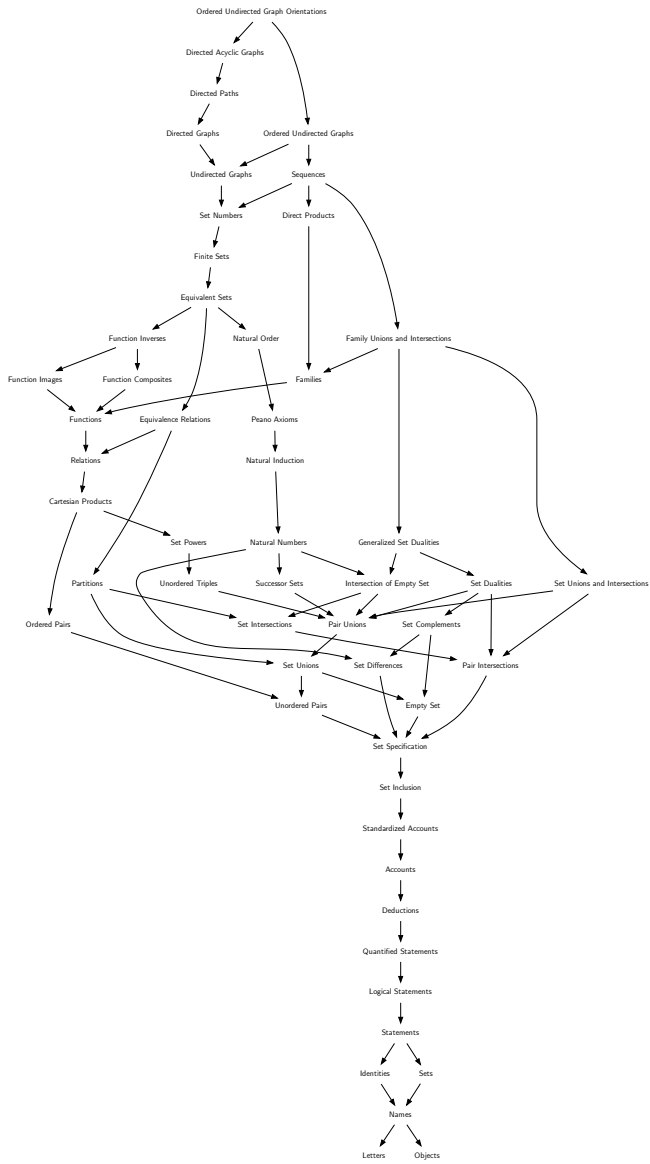 Ordered Undirected Graph Orientations
Directed Acyclic Graphs
Directed Paths
Directed Graphs
Ordered Undirected Graphs
Undirected Graphs
Sequences
Set Numbers
Direct Products
Finite Sets
Equivalent Sets
Function Inverses
Natural Order
Family Unions and Intersections
Function Images
Function Composites
Families
Functions
Equivalence Relations
Peano Axioms
Relations
Natural Induction
Cartesian Products
Set Powers
Natural Numbers
Generalized Set Dualities
Partitions
Unordered Triples
Successor Sets
Intersection of Empty Set
Set Dualities
Set Unions and Intersections
Ordered Pairs
Set Intersections
Pair Unions
Set Complements
Set Unions
Set Differences
Pair Intersections
Unordered Pairs
Empty Set
Set Specification
Set Inclusion
Standardized Accounts
Accounts
Deductions
Quantified Statements
Logical Statements
Statements
Identities
Sets
Names
Letters
Objects